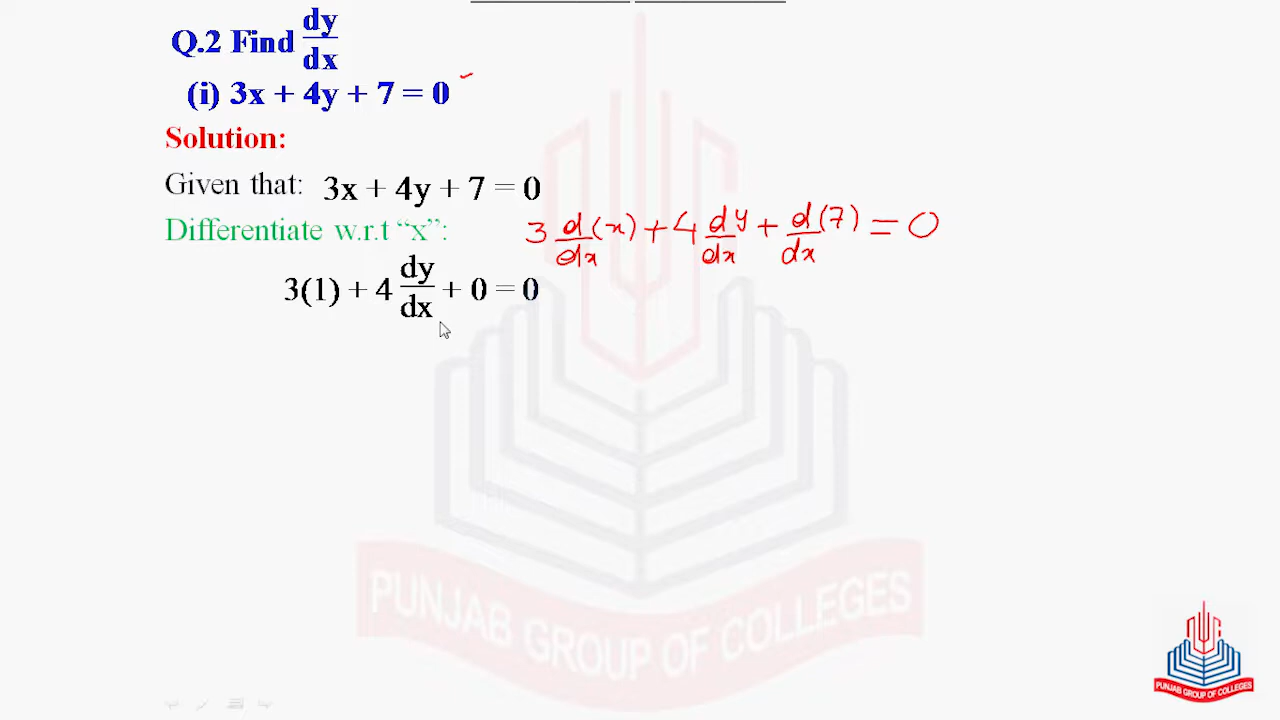 Q.2 Find dy/dx
(i) 3x + 4y + 7 = 0
Solution:
Given that: 3x + 4y + 7 = 0
Differentiate w.r.t “x”: 3 d/dx (x) + 4 dy/dx + d/dx (7) = 0
3(1) + 4 dy/dx + 0 = 0
PUNJAB GROUP OF COLLEGES
PUNJAB GROUP OF COLLEGES